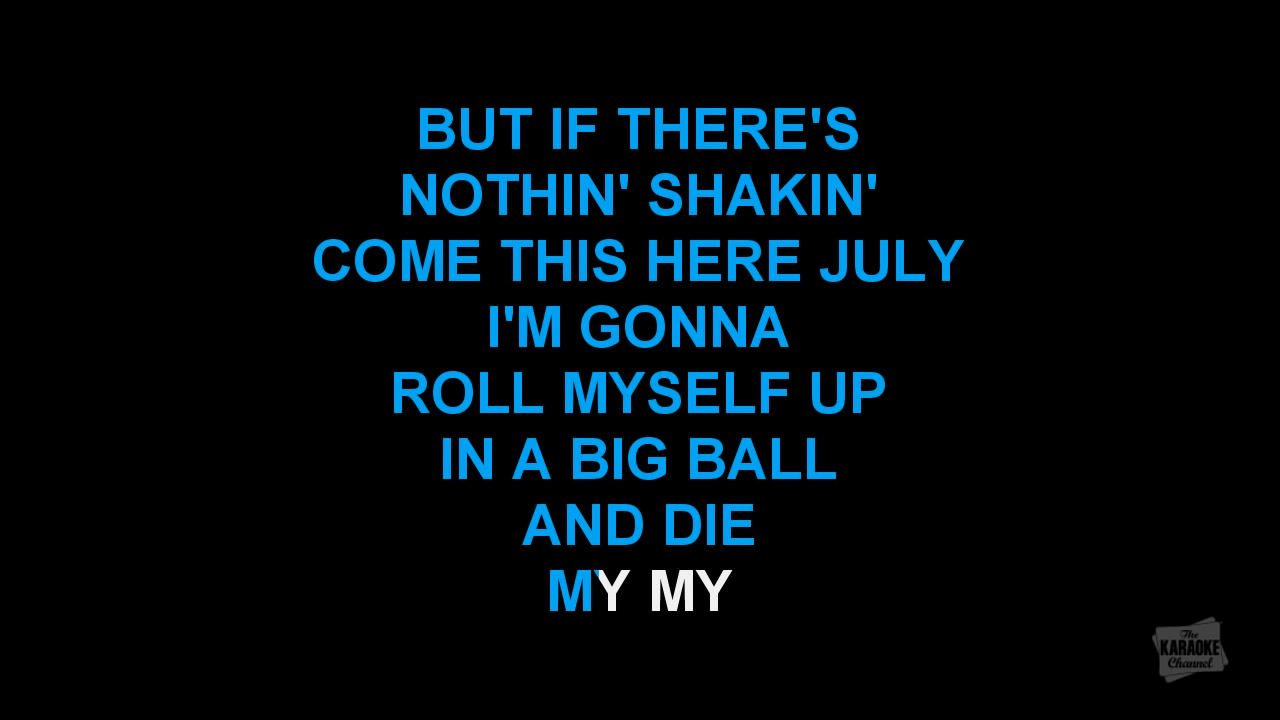 BUT IF THERE'S
NOTHIN' SHAKIN'
COME THIS HERE JULY
I'M GONNA
ROLL MYSELF UP
IN A BIG BALL
AND DIE
MY MY
The
KARAOKE
Channel